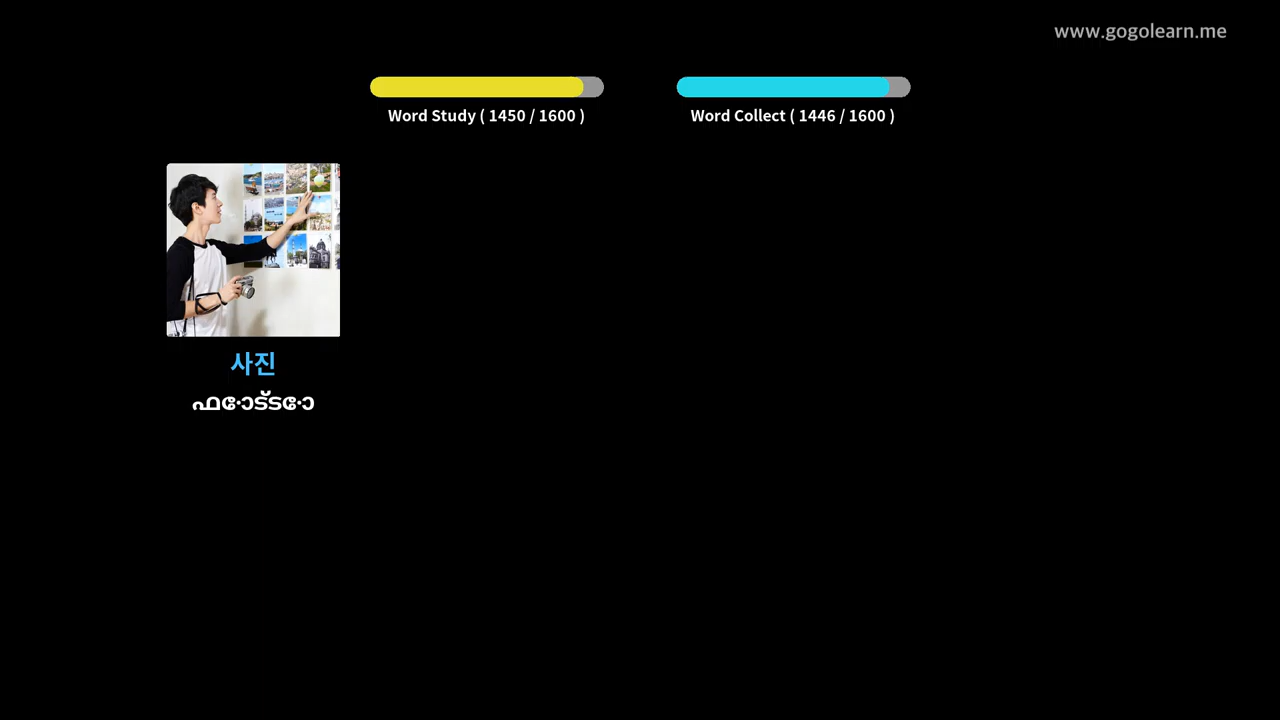 www.gogolearn.me
Word Study ( 1450 / 1600 )
Word Collect ( 1446 / 1600 )
사진
ഫോട്ടോ